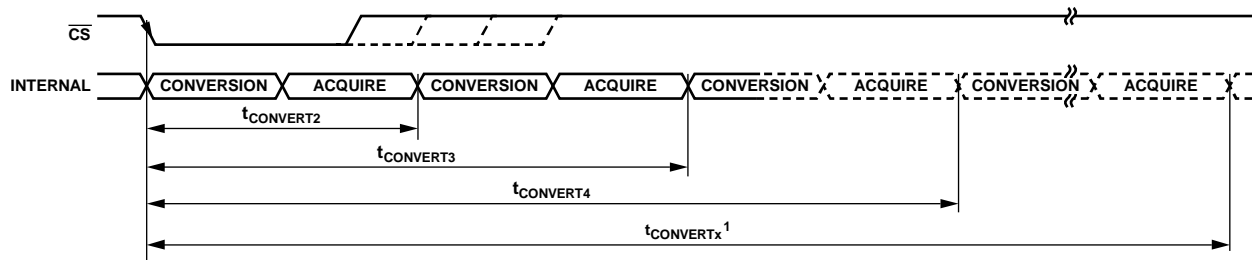 CS
INTERNAL CONVERSION ACQUIRE CONVERSION ACQUIRE CONVERSION ACQUIRE CONVERSION ACQUIRE
tCONVERT2
tCONVERT3
tCONVERT4
tCONVERTx1